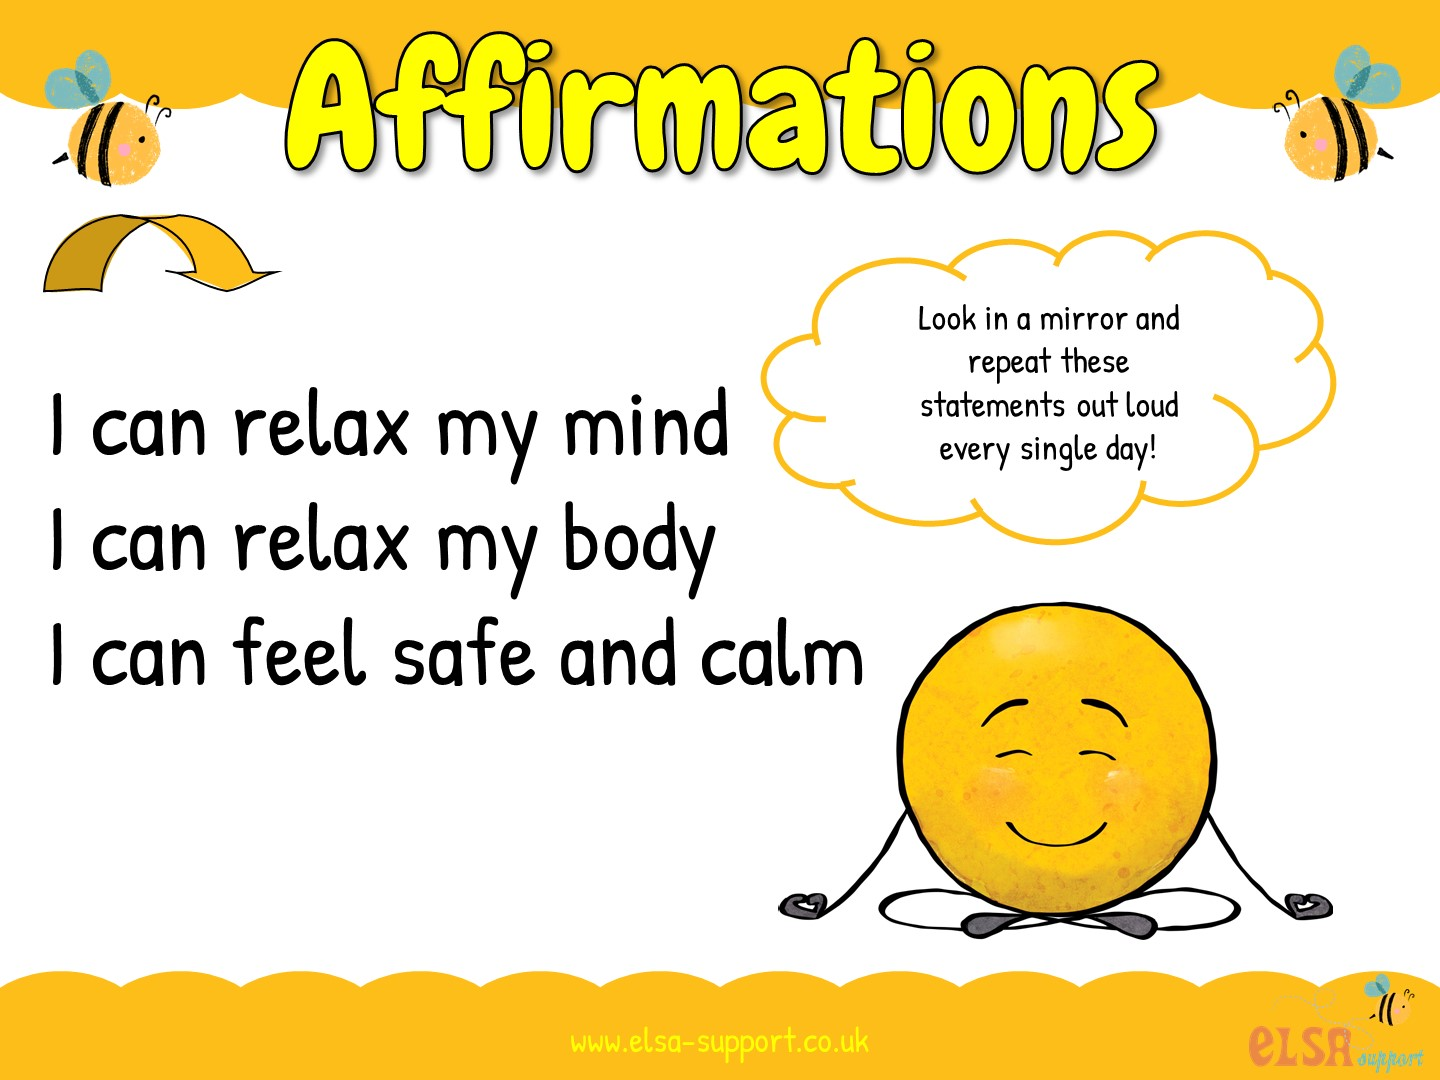 Affirmations
Look in a mirror and
repeat these
statements out loud
every single day!
I can relax my mind
I can relax my body
I can feel safe and calm
www.elsa-support.co.uk
ELSA support